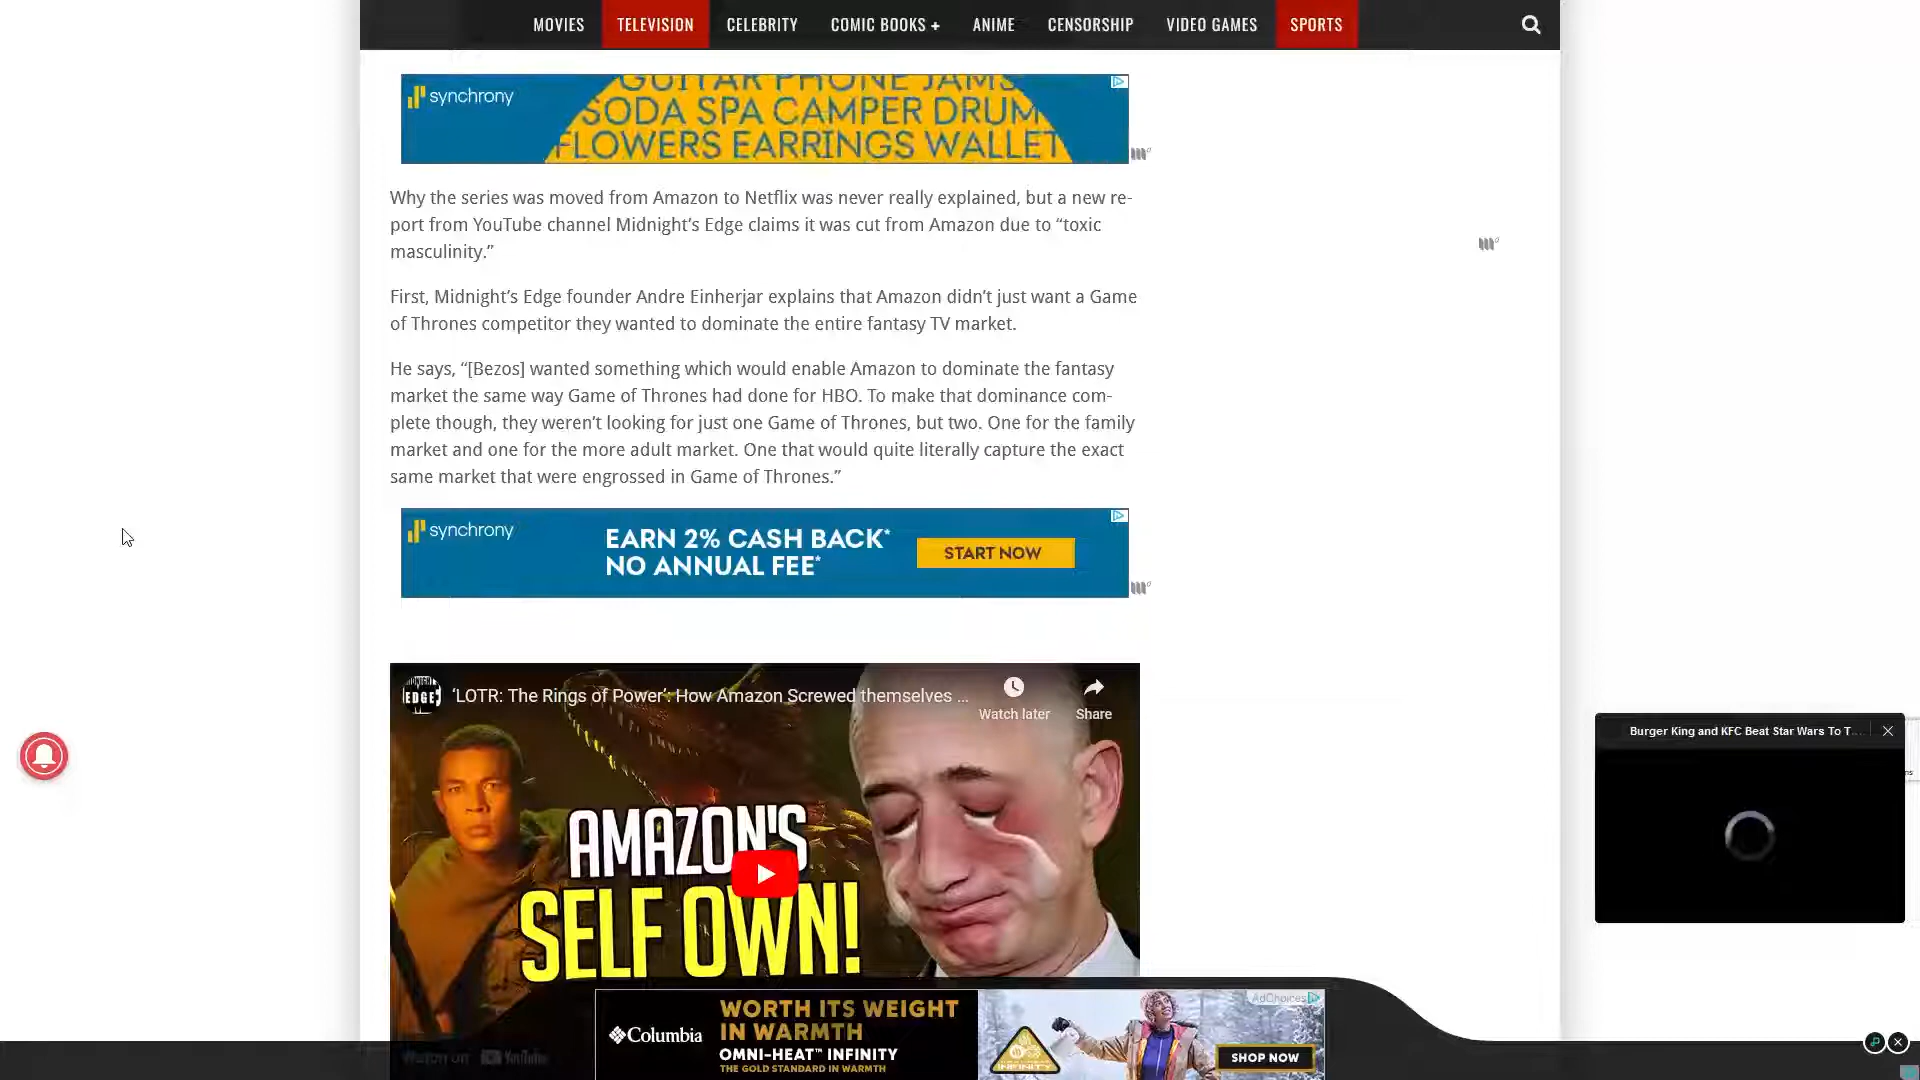 MOVIES TELEVISION CELEBRITY COMIC BOOKS + ANIME CENSORSHIP VIDEO GAMES SPORTS
synchrony
GUITAR PHONE JAMS
SODA SPA CAMPER DRUM
FLOWERS EARRINGS WALLET
Why the series was moved from Amazon to Netflix was never really explained, but a new re-
port from YouTube channel Midnight’s Edge claims it was cut from Amazon due to “toxic
masculinity.”
First, Midnight’s Edge founder Andre Einherjar explains that Amazon didn’t just want a Game
of Thrones competitor they wanted to dominate the entire fantasy TV market.
He says, “[Bezos] wanted something which would enable Amazon to dominate the fantasy
market the same way Game of Thrones had done for HBO. To make that dominance com-
plete though, they weren’t looking for just one Game of Thrones, but two. One for the family
market and one for the more adult market. One that would quite literally capture the exact
same market that were engrossed in Game of Thrones.”
synchrony
EARN 2% CASH BACK*
NO ANNUAL FEE*
START NOW
MIDNIGHT'S
EDGE
‘LOTR: The Rings of Power’: How Amazon Screwed themselves ...
Watch later
Share
AMAZON'S
SELF OWN!
Watch on YouTube
Burger King and KFC Beat Star Wars To T...
Columbia
WORTH ITS WEIGHT
IN WARMTH
OMNI-HEAT™ INFINITY
THE GOLD STANDARD IN WARMTH
AdChoices
INFINITY
SHOP NOW